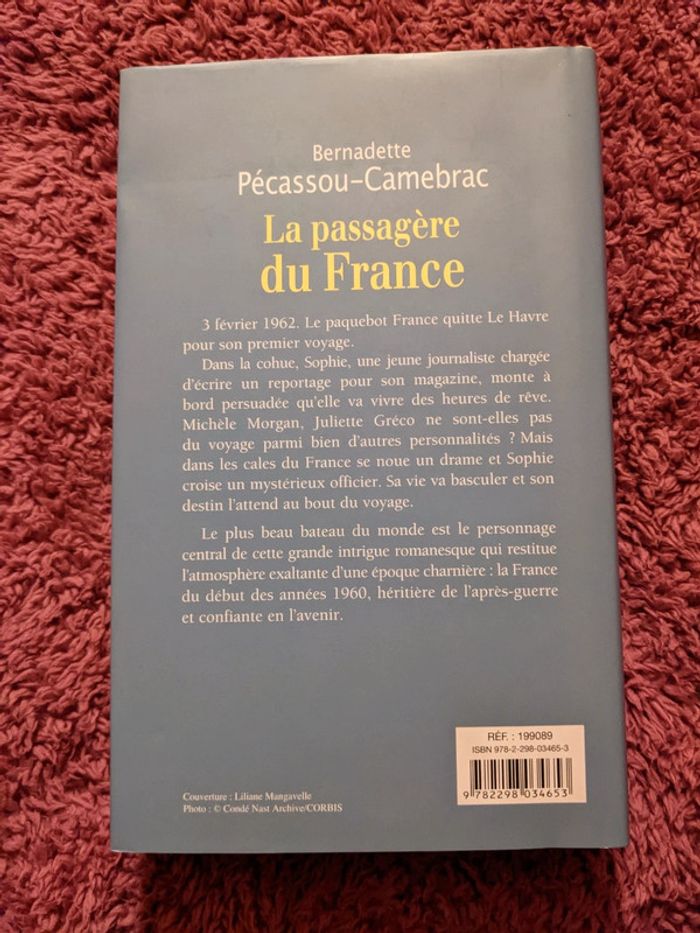 Bernadette
Pécassou–Camebrac
La passagère
du France
3 février 1962. Le paquebot France quitte Le Havre
pour son premier voyage.
Dans la cohue, Sophie, une jeune journaliste chargée
d'écrire un reportage pour son magazine, monte à
bord persuadée qu'elle va vivre des heures de rêve.
Michèle Morgan, Juliette Gréco ne sont-elles pas
du voyage parmi bien d'autres personnalités ? Mais
dans les cales du France se noue un drame et Sophie
croise un mystérieux officier. Sa vie va basculer et son
destin l'attend au bout du voyage.
Le plus beau bateau du monde est le personnage
central de cette grande intrigue romanesque qui restitue
l'atmosphère exaltante d'une époque charnière : la France
du début des années 1960, héritière de l'après-guerre
et confiante en l'avenir.
RÉF. : 199089
ISBN 978-2-298-03465-3
9 782298 034653
Couverture : Liliane Mangavelle
Photo : © Condé Nast Archive/CORBIS